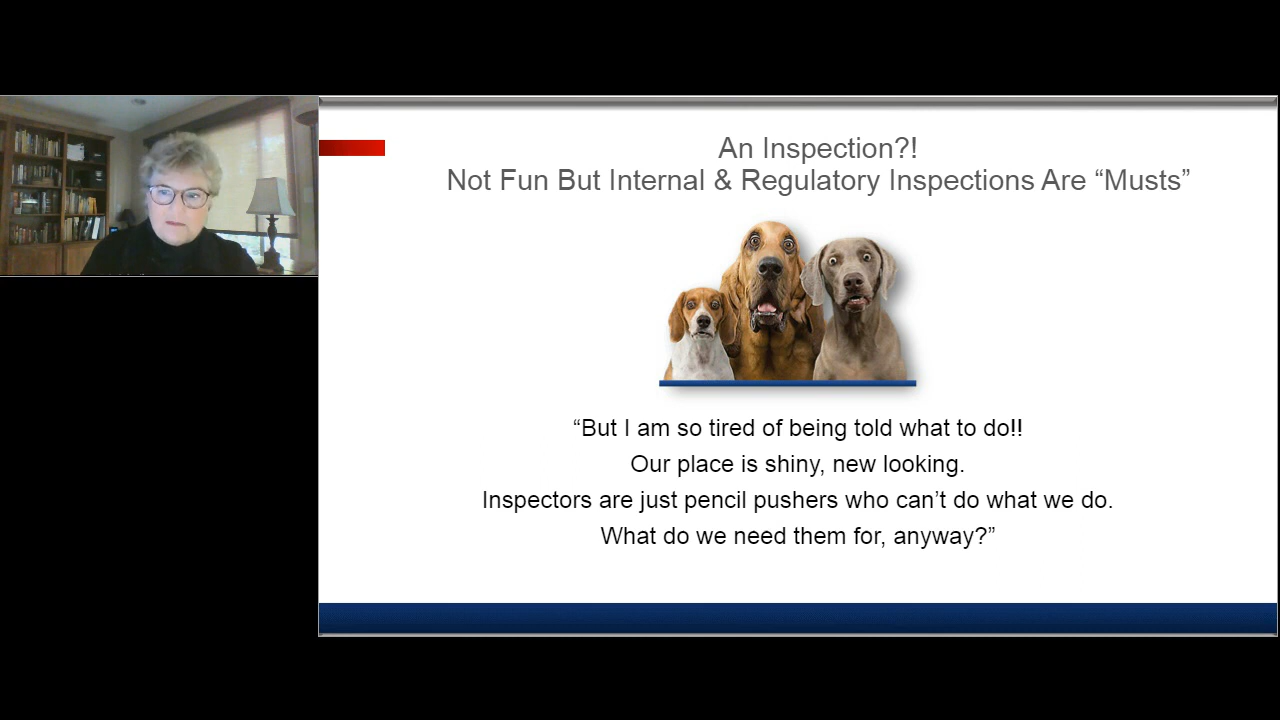 An Inspection?!
Not Fun But Internal & Regulatory Inspections Are “Musts”
“But I am so tired of being told what to do!!
Our place is shiny, new looking.
Inspectors are just pencil pushers who can’t do what we do.
What do we need them for, anyway?”